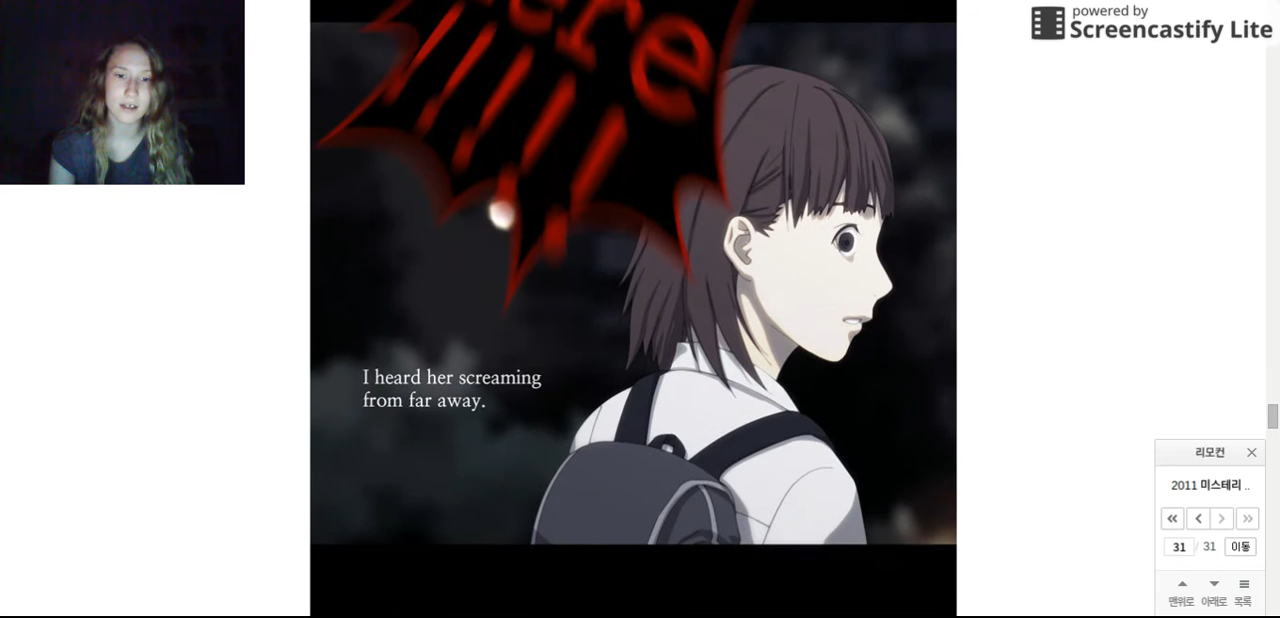 powered by
Screencastify Lite
I heard her screaming
from far away.
리모컨
2011 미스테리 ..
31 / 31 이동
맨위로 아래로 목록